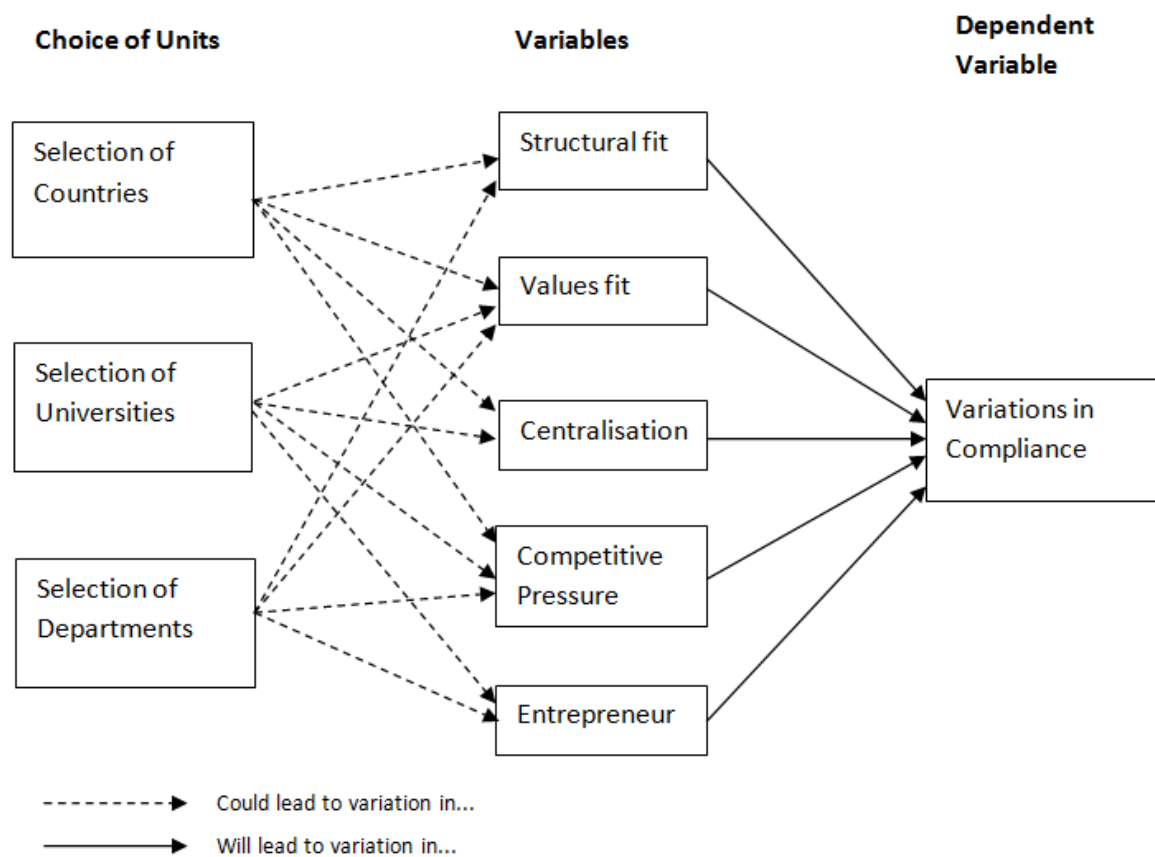 Choice of Units
Variables
Dependent
Variable
Selection of
Countries
Selection of
Universities
Selection of
Departments
Structural fit
Values fit
Centralisation
Competitive
Pressure
Entrepreneur
Variations in
Compliance
Could lead to variation in...
Will lead to variation in...